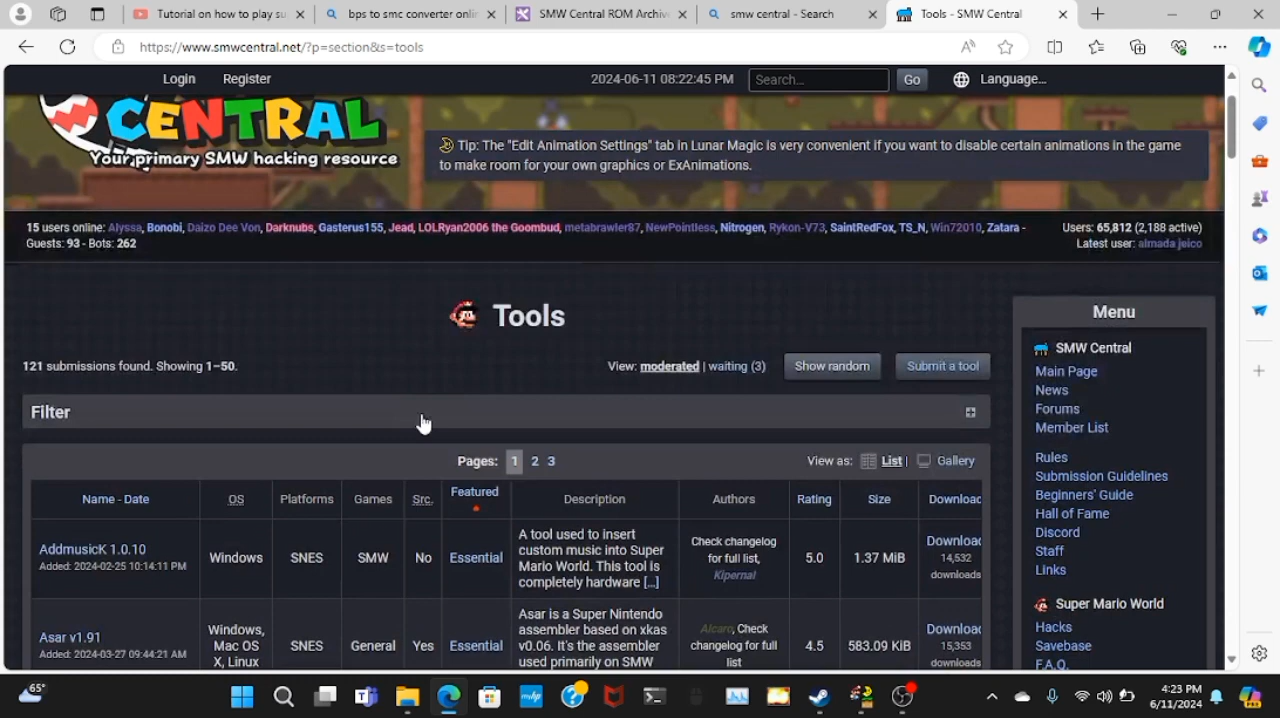 Tutorial on how to play su
bps to smc converter onli
SMW Central ROM Archiv
smw central - Search
Tools - SMW Central
https://www.smwcentral.net/?p=section&s=tools
Login
Register
2024-06-11 08:22:45 PM
Search...
Go
Language...
CENTRAL
Your primary SMW hacking resource
Tip: The "Edit Animation Settings" tab in Lunar Magic is very convenient if you want to disable certain animations in the game
to make room for your own graphics or ExAnimations.
15 users online: Alyssa, Bonobi, Daizo Dee Von, Darknubs, Gasterus155, Jead, LOLRyan2006 the Goombud, metabrawler87, NewPointless, Nitrogen, Rykon-V73, SaintRedFox, TS_N, Win72010, Zatara -
Guests: 93 - Bots: 262
Users: 65,812 (2,188 active)
Latest user: almada jeico
Tools
121 submissions found. Showing 1–50.
View: moderated | waiting (3)
Show random
Submit a tool
Filter
Pages: 1 2 3
View as: List | Gallery
Name - Date
OS
Platforms
Games
Src.
Featured
Description
Authors
Rating
Size
Downloac
AddmusicK 1.0.10
Added: 2024-02-25 10:14:11 PM
Windows
SNES
SMW
No
Essential
A tool used to insert
custom music into Super
Mario World. This tool is
completely hardware [...]
Check changelog
for full list,
Kipernal
5.0
1.37 MiB
Downloac
14,532
downloads
Asar v1.91
Added: 2024-03-27 09:44:21 AM
Windows,
Mac OS
X, Linux
SNES
General
Yes
Essential
Asar is a Super Nintendo
assembler based on xkas
v0.06. It's the assembler
used primarily on SMW
Alcaro, Check
changelog for full
list
4.5
583.09 KiB
Downloac
15,353
downloads
Menu
SMW Central
Main Page
News
Forums
Member List
Rules
Submission Guidelines
Beginners' Guide
Hall of Fame
Discord
Staff
Links
Super Mario World
Hacks
Savebase
F.A.Q.
65°
4:23 PM
6/11/2024